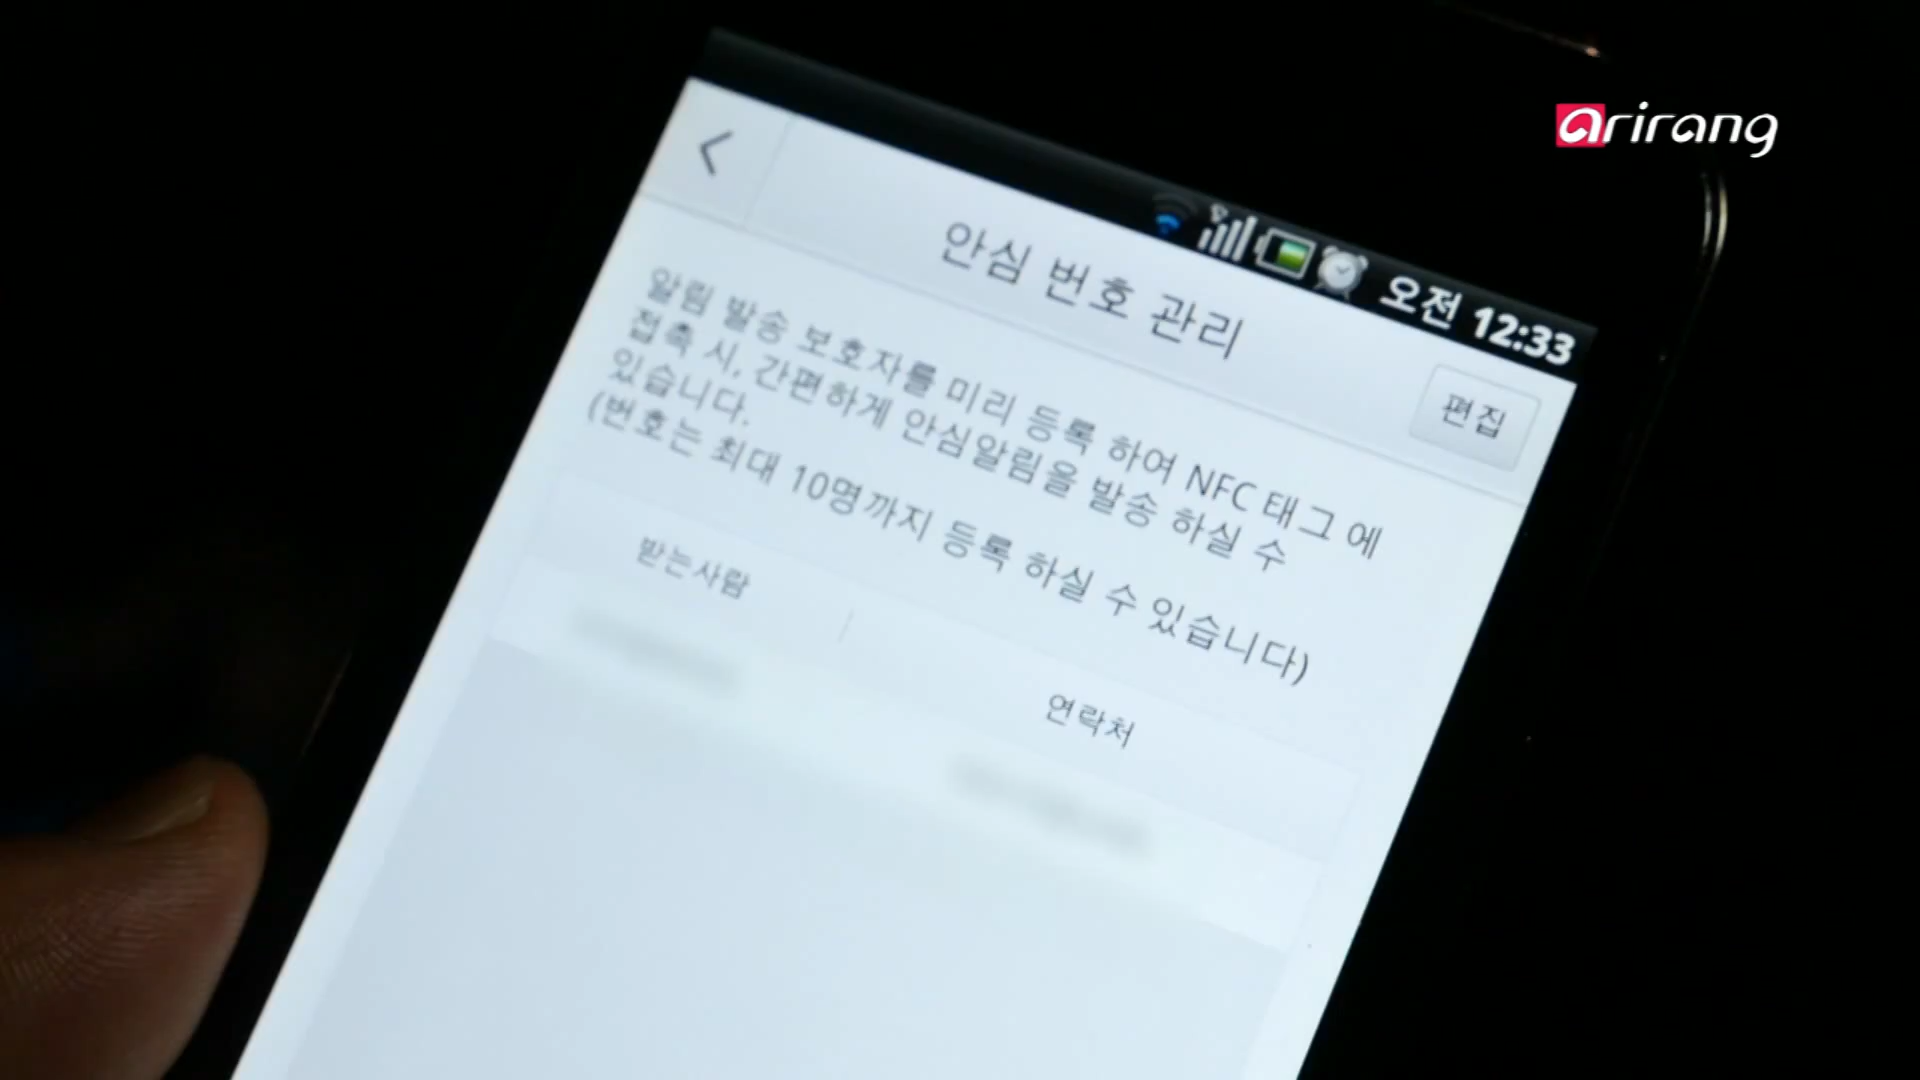 arirang
오전 12:33
안심 번호 관리
편집
알림 발송 보호자를 미리 등록 하여 NFC 태그 에
접촉 시, 간편하게 안심알림을 발송 하실 수
있습니다.
(번호는 최대 10명까지 등록 하실 수 있습니다)
받는사람
연락처